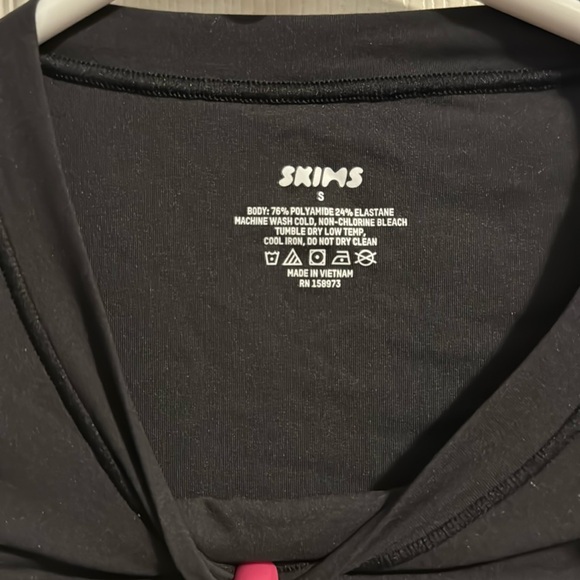 SKIMS
S
BODY: 76% POLYAMIDE 24% ELASTANE
MACHINE WASH COLD, NON-CHLORINE BLEACH
TUMBLE DRY LOW TEMP,
COOL IRON, DO NOT DRY CLEAN
MADE IN VIETNAM
RN 158973